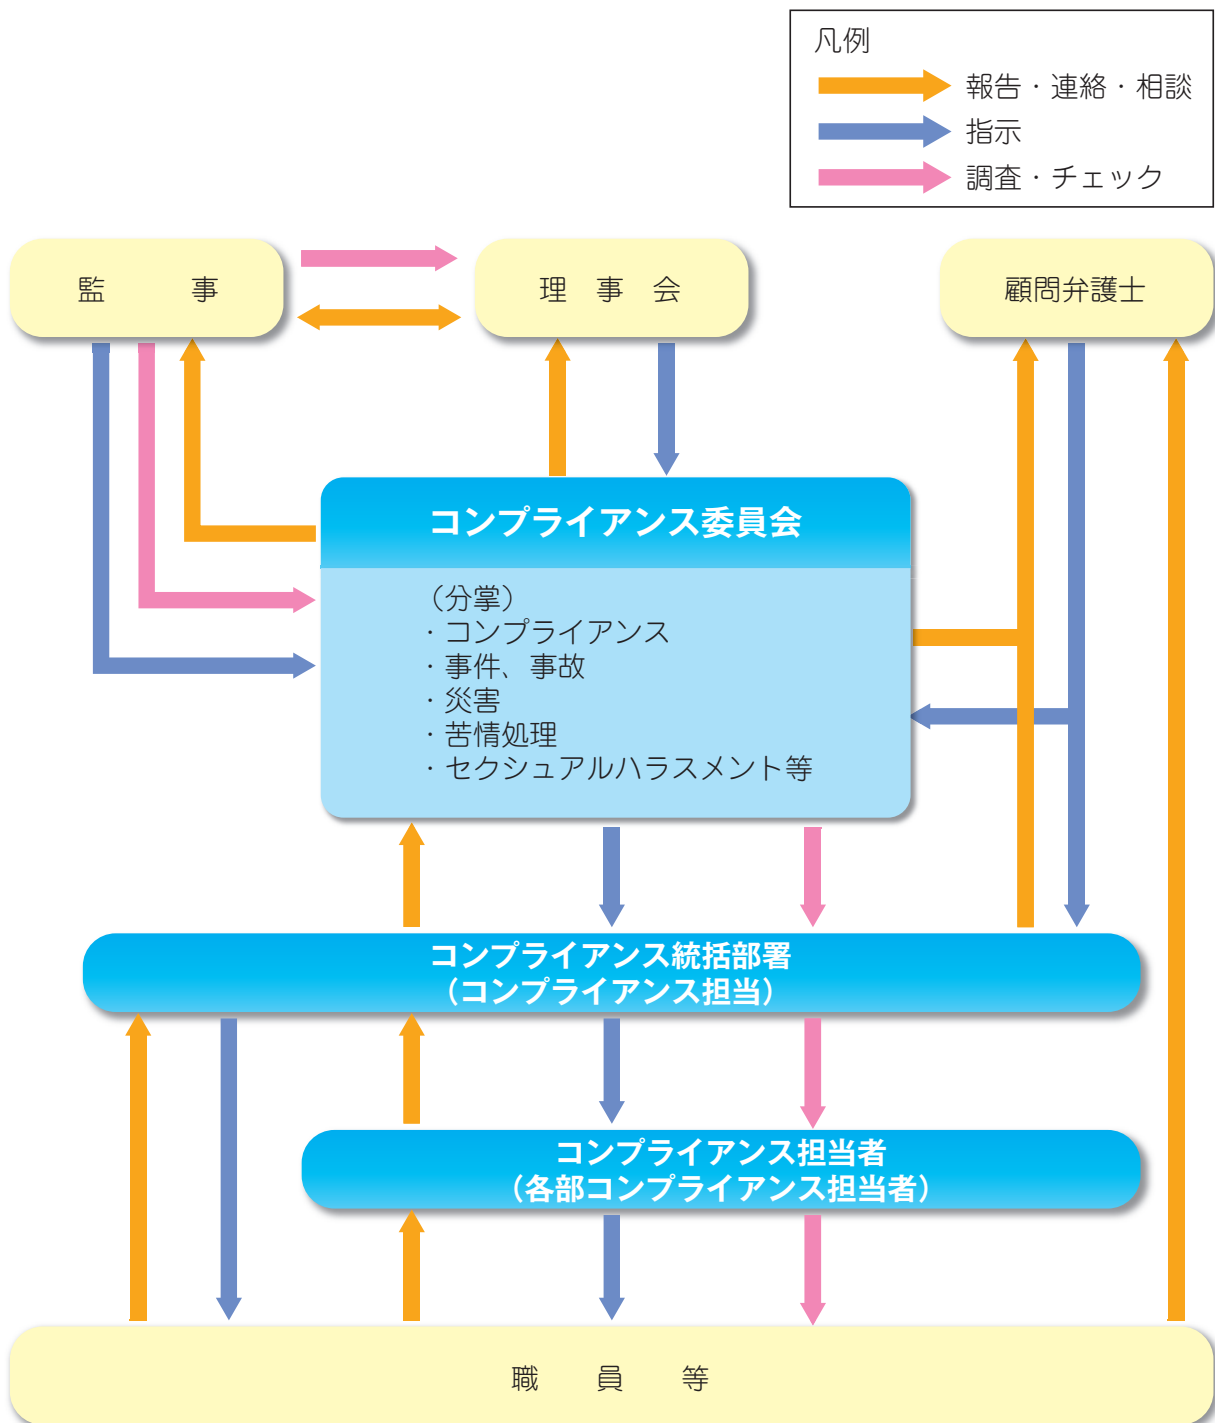 凡例
報告・連絡・相談
指示
調査・チェック
監　　　事
理　事　会
顧問弁護士
コンプライアンス委員会
（分掌）
・コンプライアンス
・事件、事故
・災害
・苦情処理
・セクシュアルハラスメント等
コンプライアンス統括部署
（コンプライアンス担当）
コンプライアンス担当者
（各部コンプライアンス担当者）
職　　員　　等